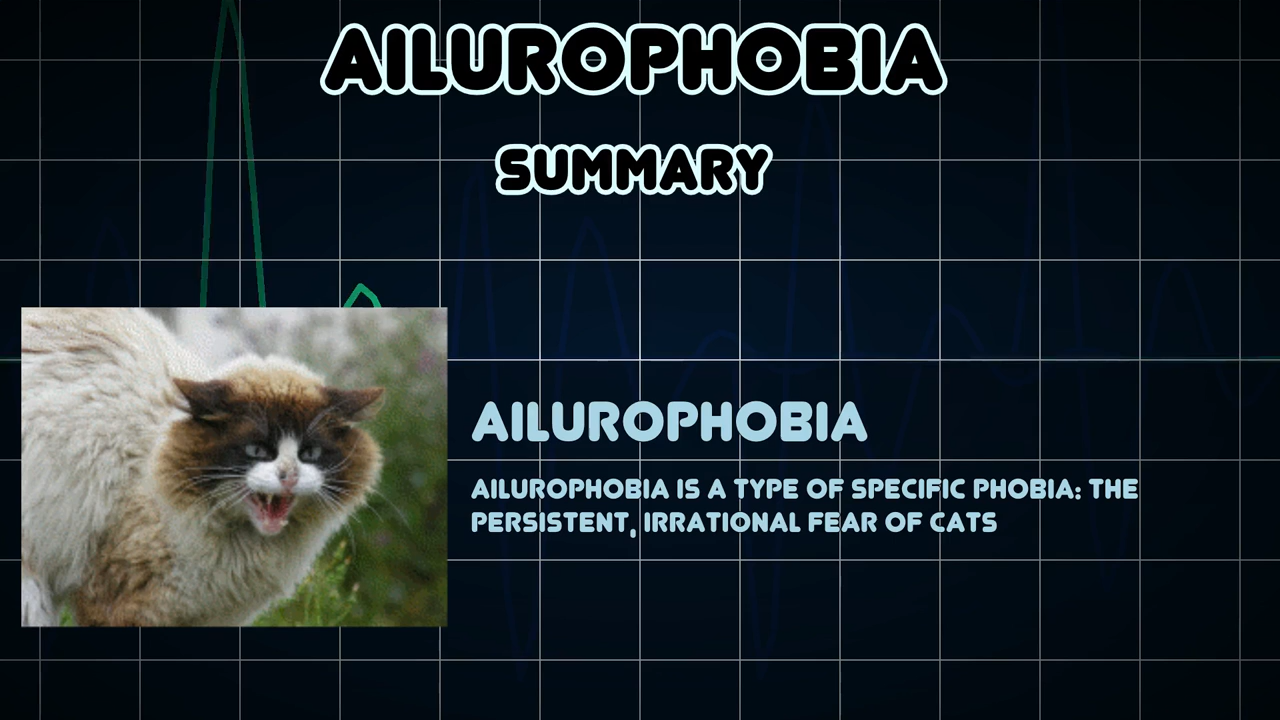 AILUROPHOBIA
SUMMARY
AILUROPHOBIA
AILUROPHOBIA IS A TYPE OF SPECIFIC PHOBIA: THE
PERSISTENT, IRRATIONAL FEAR OF CATS